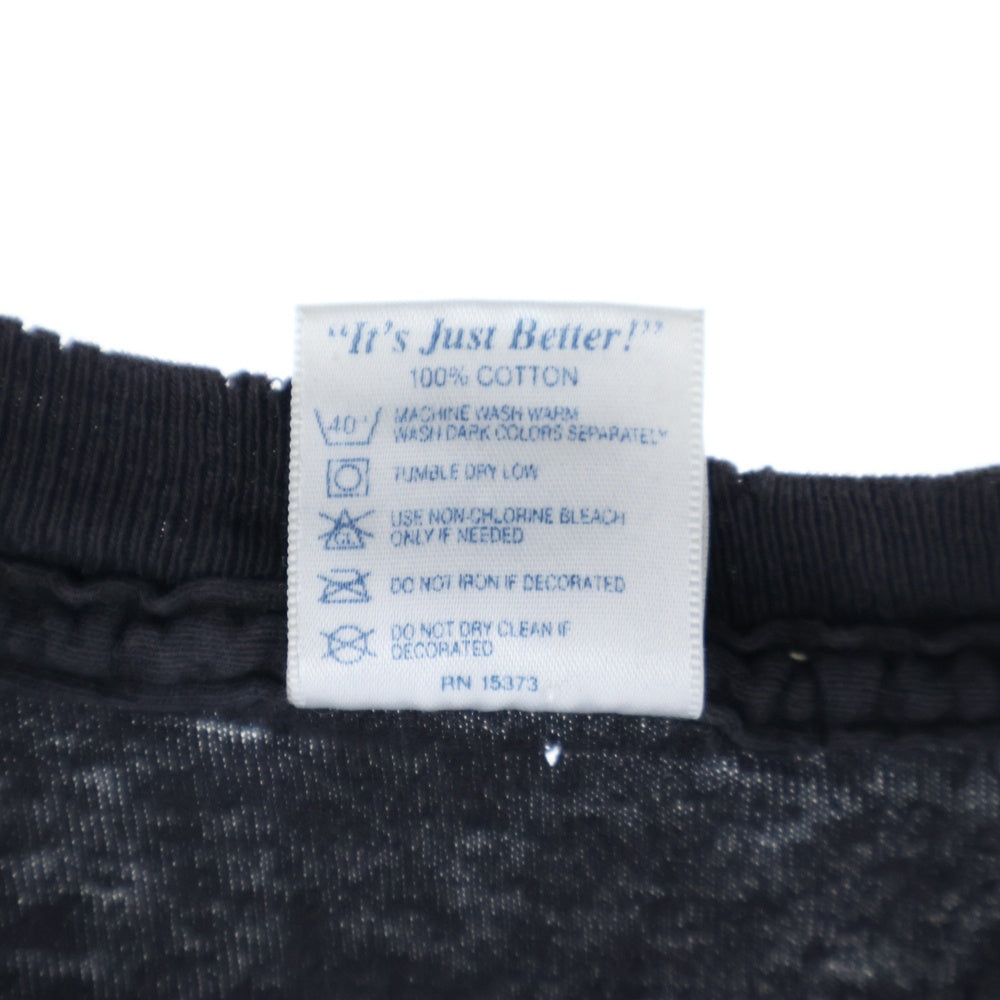 “It's Just Better!”
100% COTTON
40°
MACHINE WASH WARM
WASH DARK COLORS SEPARATELY
TUMBLE DRY LOW
USE NON-CHLORINE BLEACH
ONLY IF NEEDED
CL
DO NOT IRON IF DECORATED
DO NOT DRY CLEAN IF
DECORATED
RN 15373